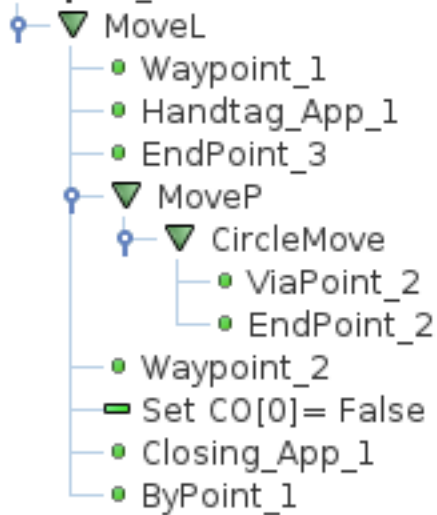 MoveL
Waypoint_1
Handtag_App_1
EndPoint_3
MoveP
CircleMove
ViaPoint_2
EndPoint_2
Waypoint_2
Set CO[0]= False
Closing_App_1
ByPoint_1